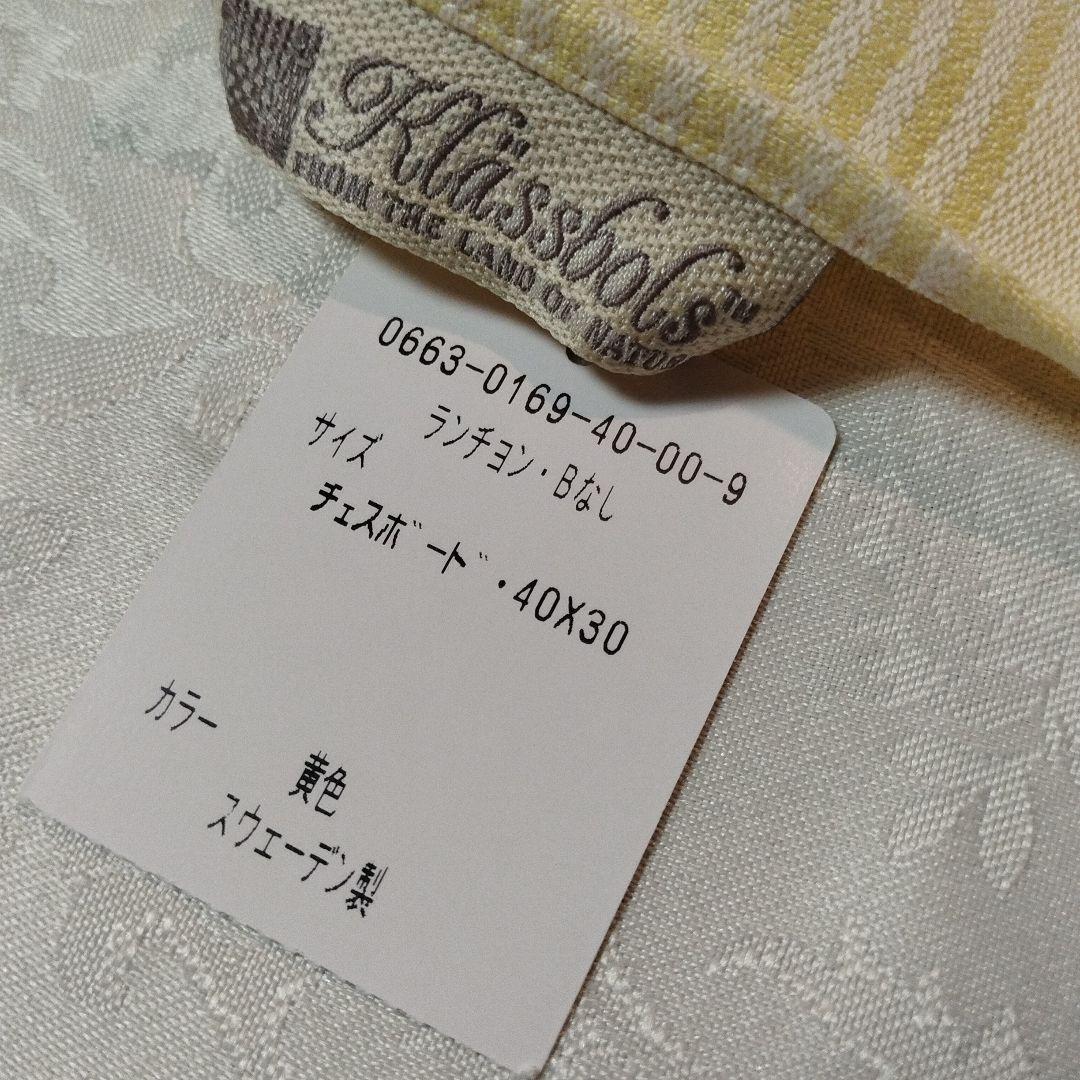 Klässbols™
FROM THE LAND OF
0663-0169-40-00-9
ランチョン・Bなし
サイズ
チェスボード・40X30
カラー
黄色
スウェーデン製